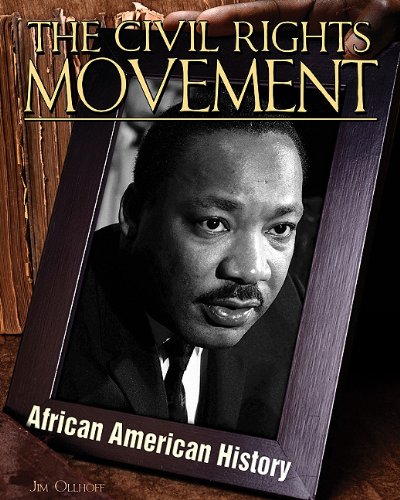 THE CIVIL RIGHTS
MOVEMENT
African American History
JIM OLLHOFF